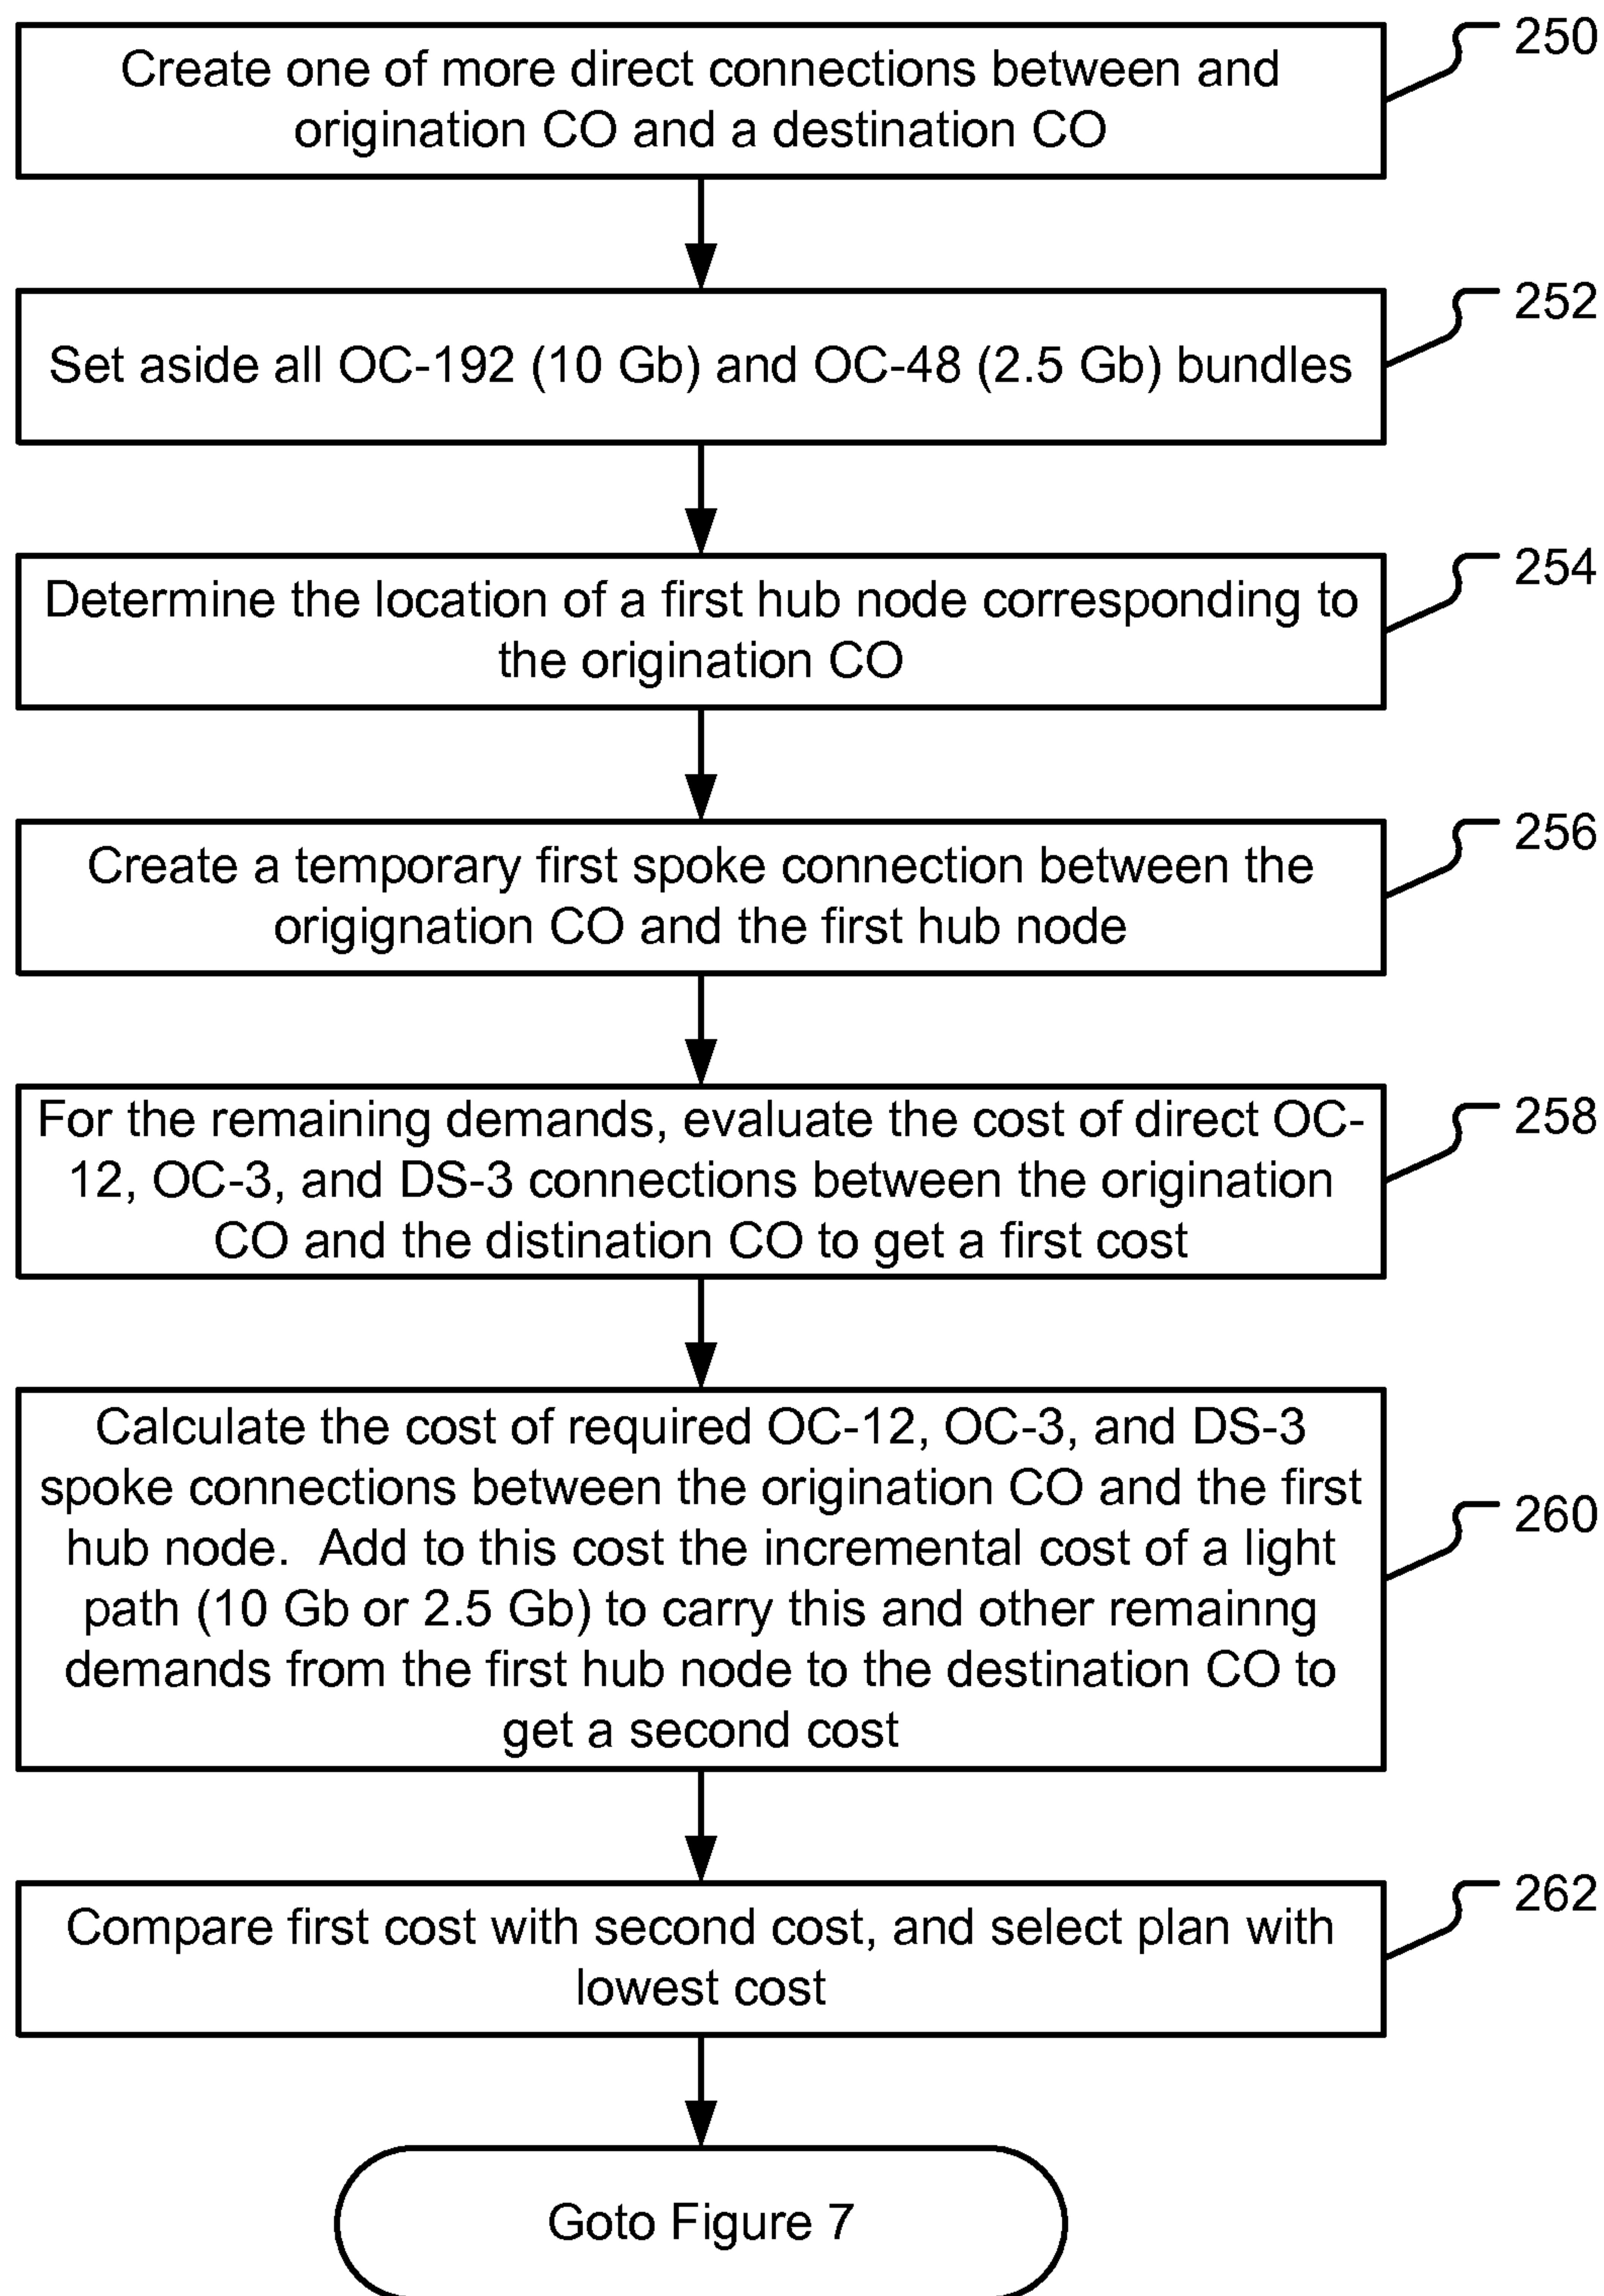 Create one of more direct connections between and
origination CO and a destination CO
250
Set aside all OC-192 (10 Gb) and OC-48 (2.5 Gb) bundles
252
Determine the location of a first hub node corresponding to
the origination CO
254
Create a temporary first spoke connection between the
origignation CO and the first hub node
256
For the remaining demands, evaluate the cost of direct OC-
12, OC-3, and DS-3 connections between the origination
CO and the distination CO to get a first cost
258
Calculate the cost of required OC-12, OC-3, and DS-3
spoke connections between the origination CO and the first
hub node.  Add to this cost the incremental cost of a light
path (10 Gb or 2.5 Gb) to carry this and other remainng
demands from the first hub node to the destination CO to
get a second cost
260
Compare first cost with second cost, and select plan with
lowest cost
262
Goto Figure 7